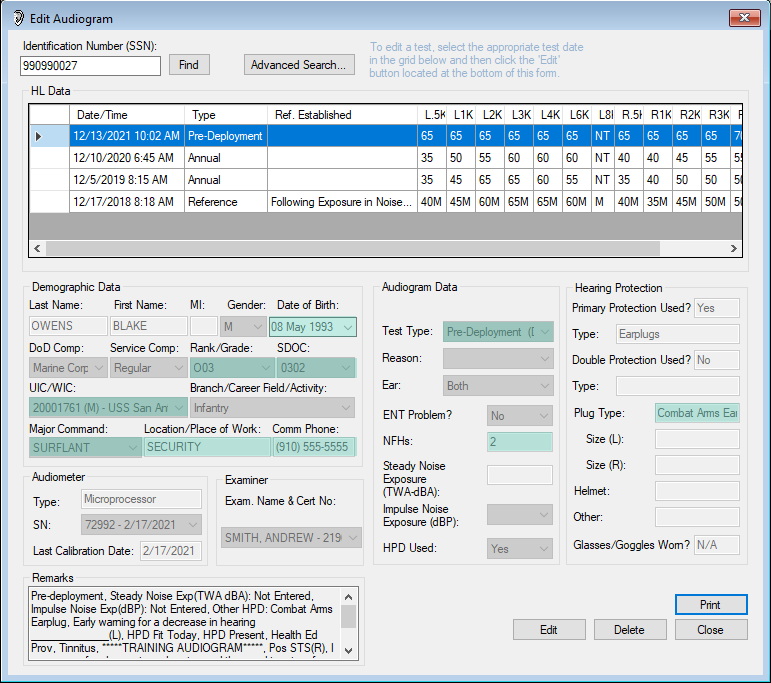 Edit Audiogram
Identification Number (SSN):
990990027
Find
Advanced Search...
To edit a test, select the appropriate test date
in the grid below and then click the 'Edit'
button located at the bottom of this form.
HL Data
Date/Time Type Ref. Established L.5K L1K L2K L3K L4K L6K L8K R.5K R1K R2K R3K
12/13/2021 10:02 AM Pre-Deployment 65 65 65 65 65 65 NT 65 65 65 65
12/10/2020 6:45 AM Annual 35 50 55 60 60 60 NT 40 40 45 55
12/5/2019 8:15 AM Annual 35 45 65 65 60 55 NT 35 40 50 50
12/17/2018 8:18 AM Reference Following Exposure in Noise... 40M 45M 60M 65M 65M 60M M 40M 35M 45M 50M
Demographic Data
Last Name: First Name: MI: Gender: Date of Birth:
OWENS BLAKE M 08 May 1993
DoD Comp: Service Comp: Rank/Grade: SDOC:
Marine Corp Regular O03 0302
UIC/WIC: Branch/Career Field/Activity:
20001761 (M) - USS San An Infantry
Major Command: Location/Place of Work: Comm Phone:
SURFLANT SECURITY (910) 555-5555
Audiometer
Type: Microprocessor
SN: 72992 - 2/17/2021
Last Calibration Date: 2/17/2021
Examiner
Exam. Name & Cert No:
SMITH, ANDREW - 219
Audiogram Data
Test Type: Pre-Deployment (D
Reason:
Ear: Both
ENT Problem? No
NFHs: 2
Steady Noise
Exposure
(TWA-dBA):
Impulse Noise
Exposure (dBP):
HPD Used: Yes
Hearing Protection
Primary Protection Used? Yes
Type: Earplugs
Double Protection Used? No
Type:
Plug Type: Combat Arms Ear
Size (L):
Size (R):
Helmet:
Other:
Glasses/Goggles Worn? N/A
Remarks
Pre-deployment, Steady Noise Exp(TWA dBA): Not Entered,
Impulse Noise Exp(dBP): Not Entered, Other HPD: Combat Arms
Earplug, Early warning for a decrease in hearing
_____________(L), HPD Fit Today, HPD Present, Health Ed
Prov, Tinnitus, *****TRAINING AUDIOGRAM*****, Pos STS(R), I
Print
Edit Delete Close